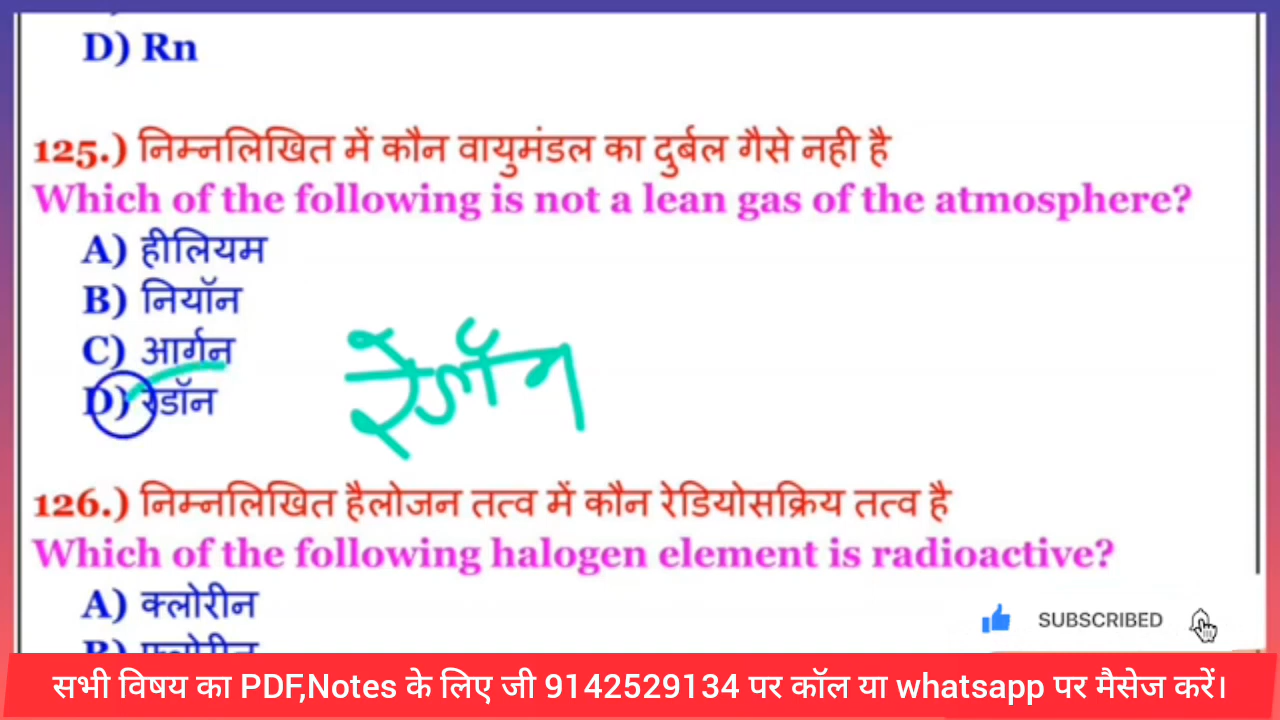 D) Rn
125.) निम्नलिखित में कौन वायुमंडल का दुर्बल गैसे नही है
Which of the following is not a lean gas of the atmosphere?
A) हीलियम
B) नियॉन
C) आर्गन
D) रेडॉन
रेडॉन
126.) निम्नलिखित हैलोजन तत्व में कौन रेडियोसक्रिय तत्व है
Which of the following halogen element is radioactive?
A) क्लोरीन
SUBSCRIBED
सभी विषय का PDF,Notes के लिए जी 9142529134 पर कॉल या whatsapp पर मैसेज करें।